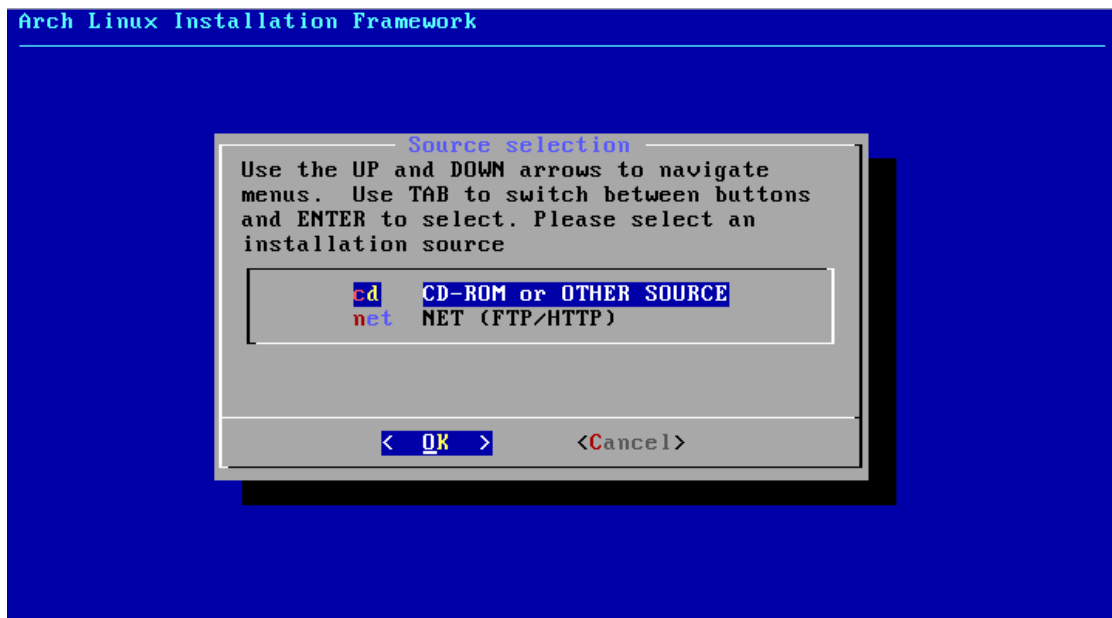 Arch Linux Installation Framework
Source selection
Use the UP and DOWN arrows to navigate
menus.  Use TAB to switch between buttons
and ENTER to select. Please select an
installation source
cd   CD-ROM or OTHER SOURCE
net  NET (FTP/HTTP)
<  OK  >      <Cancel>